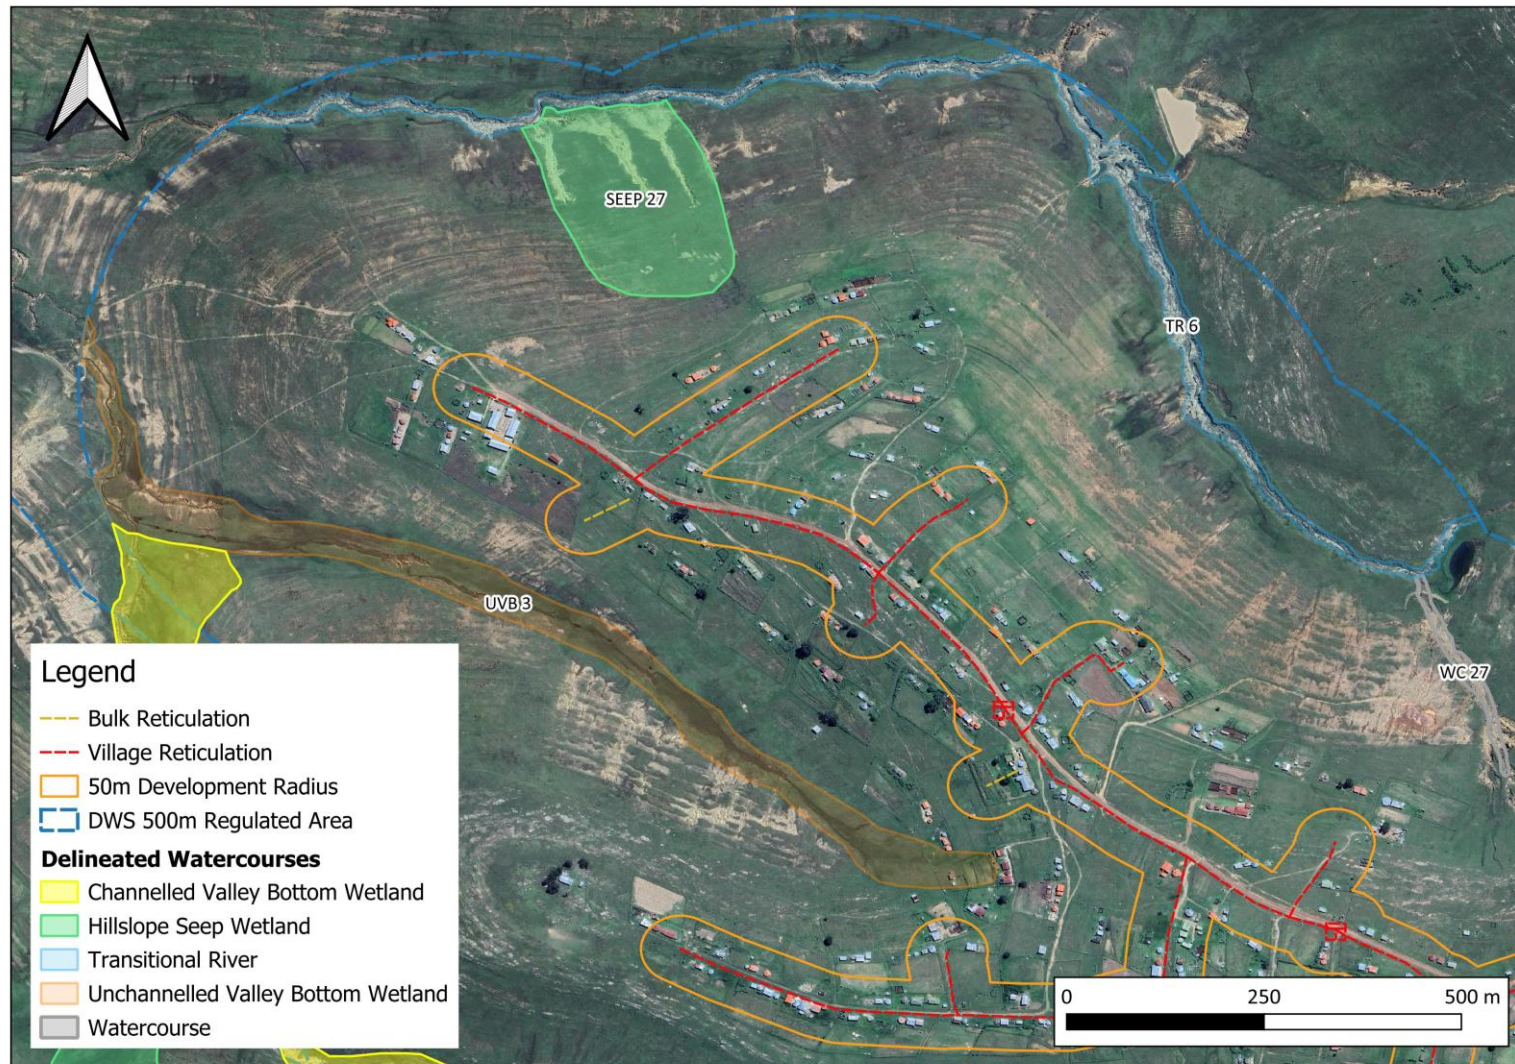 SEEP 27
TR 6
UVB 3
WC 27
Legend
Bulk Reticulation
Village Reticulation
50m Development Radius
DWS 500m Regulated Area
Delineated Watercourses
Channelled Valley Bottom Wetland
Hillslope Seep Wetland
Transitional River
Unchannelled Valley Bottom Wetland
Watercourse
0 250 500 m